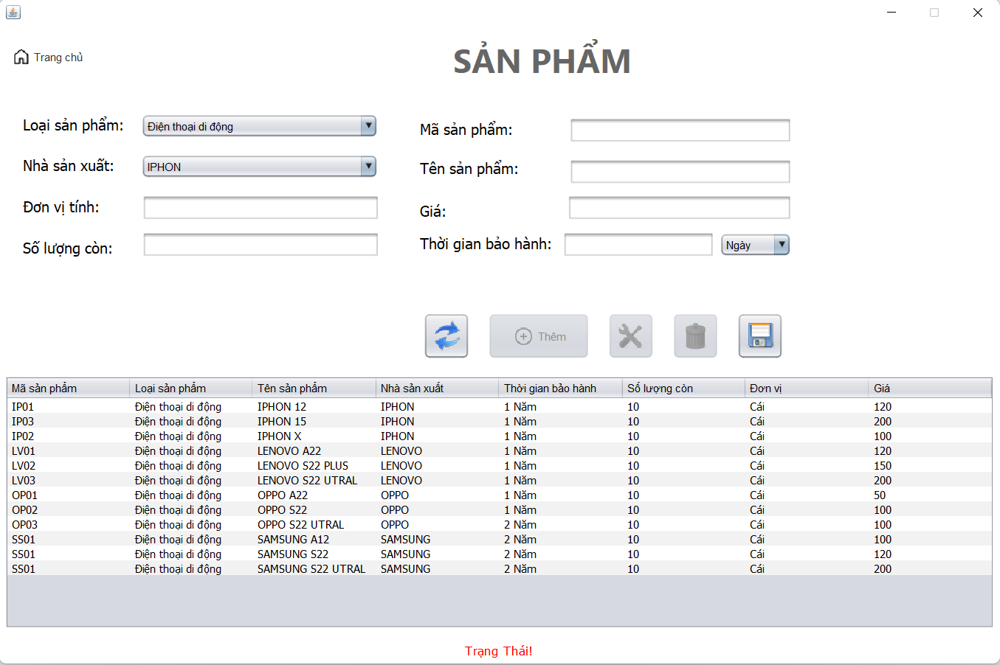 Trang chủ
SẢN PHẨM
Loại sản phẩm: Điện thoại di động Mã sản phẩm:
Nhà sản xuất: IPHON Tên sản phẩm:
Đơn vị tính: Giá:
Số lượng còn: Thời gian bảo hành: Ngày
Thêm
Mã sản phẩm Loại sản phẩm Tên sản phẩm Nhà sản xuất Thời gian bảo hành Số lượng còn Đơn vị Giá
IP01 Điện thoại di động IPHON 12 IPHON 1 Năm 10 Cái 120
IP03 Điện thoại di động IPHON 15 IPHON 1 Năm 10 Cái 200
IP02 Điện thoại di động IPHON X IPHON 1 Năm 10 Cái 100
LV01 Điện thoại di động LENOVO A22 LENOVO 1 Năm 10 Cái 120
LV02 Điện thoại di động LENOVO S22 PLUS LENOVO 1 Năm 10 Cái 150
LV03 Điện thoại di động LENOVO S22 UTRAL LENOVO 1 Năm 10 Cái 200
OP01 Điện thoại di động OPPO A22 OPPO 1 Năm 10 Cái 50
OP02 Điện thoại di động OPPO S22 OPPO 1 Năm 10 Cái 100
OP03 Điện thoại di động OPPO S22 UTRAL OPPO 2 Năm 10 Cái 100
SS01 Điện thoại di động SAMSUNG A12 SAMSUNG 2 Năm 10 Cái 100
SS01 Điện thoại di động SAMSUNG S22 SAMSUNG 2 Năm 10 Cái 120
SS01 Điện thoại di động SAMSUNG S22 UTRAL SAMSUNG 2 Năm 10 Cái 200
Trạng Thái!